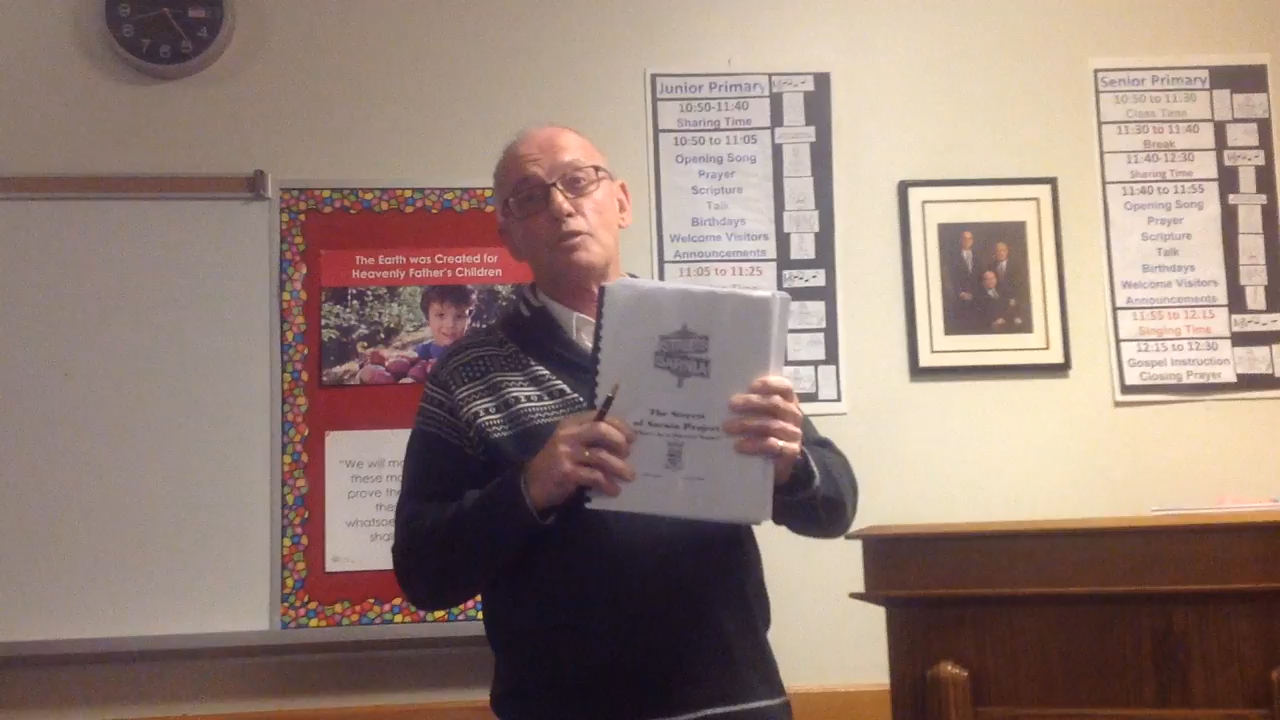 The Earth was Created for
Heavenly Father's Children
"We will ma
these ma
prove the
the
whatsoe
shal
Junior Primary
10:50-11:40
Sharing Time
10:50 to 11:05
Opening Song
Prayer
Scripture
Talk
Birthdays
Welcome Visitors
Announcements
11:05 to 11:25
The Streets
of Sarnia Project
Senior Primary
10:50 to 11:30
Class Time
11:30 to 11:40
Break
11:40-12:30
Sharing Time
11:40 to 11:55
Opening Song
Prayer
Scripture
Talk
Birthdays
Welcome Visitors
Announcements
11:55 to 12:15
Singing Time
12:15 to 12:30
Gospel Instruction
Closing Prayer